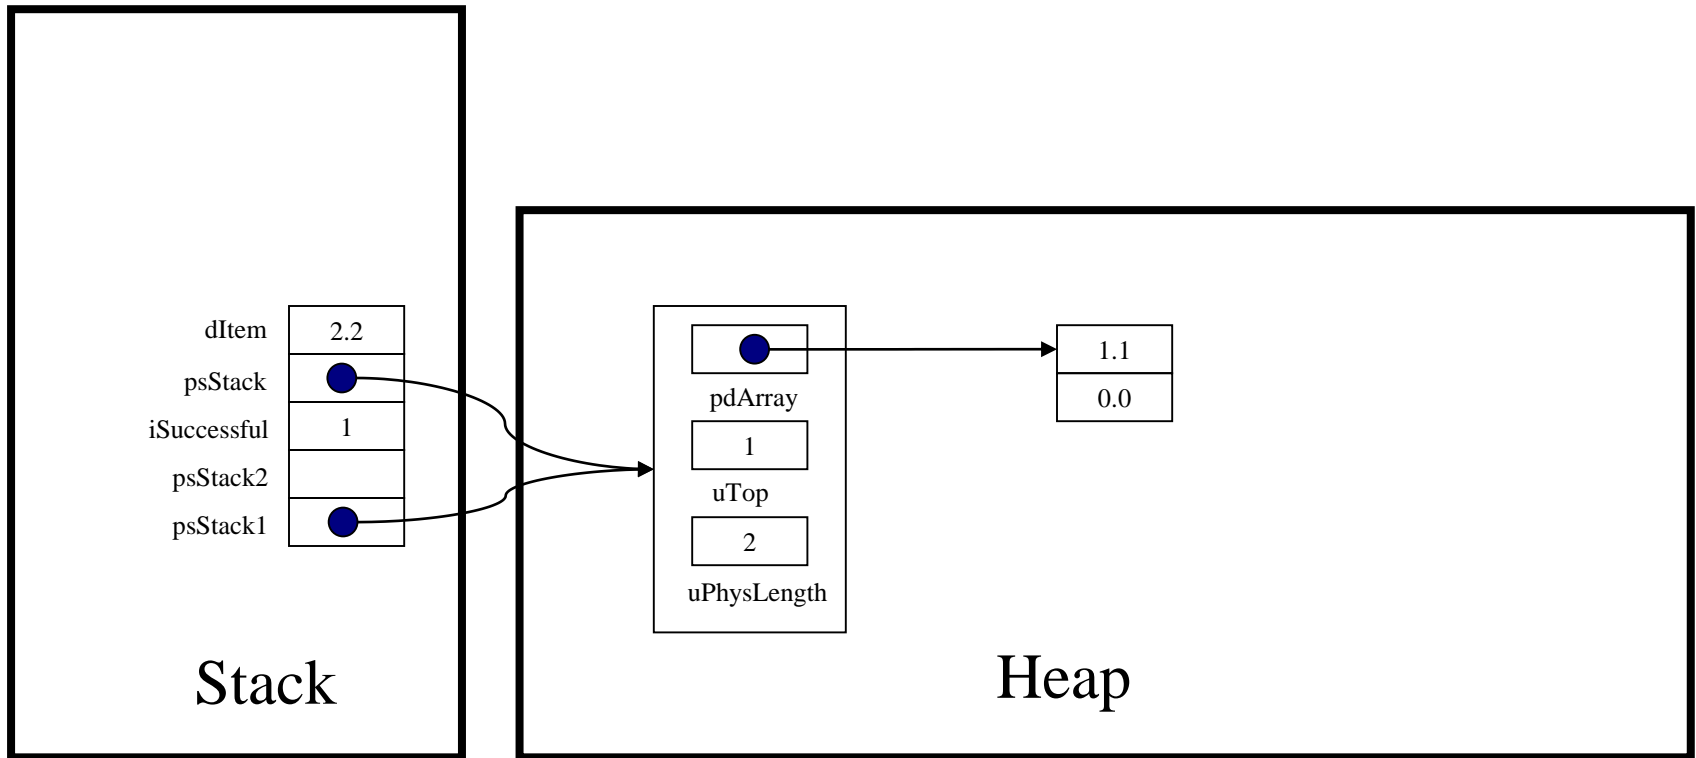 dItem 2.2
psStack
iSuccessful 1
psStack2
psStack1
Stack
pdArray
1
uTop
2
uPhysLength
1.1
0.0
Heap